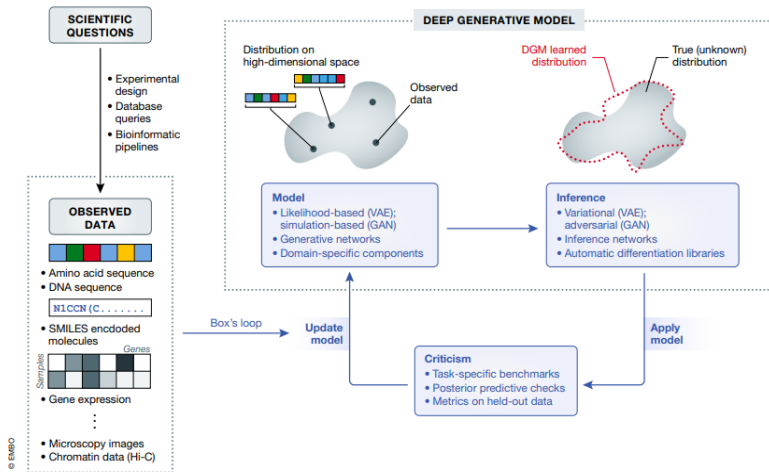 SCIENTIFIC
QUESTIONS
• Experimental
design
• Database
queries
• Bioinformatic
pipelines
OBSERVED
DATA
• Amino acid sequence
• DNA sequence
N1CCN(C.......
• SMILES encdoded
molecules
Genes
Samples
• Gene expression
• Microscopy images
• Chromatin data (Hi-C)
© EMBO
DEEP GENERATIVE MODEL
Distribution on
high-dimensional space
Observed
data
DGM learned
distribution
True (unknown)
distribution
Model
• Likelihood-based (VAE);
simulation-based (GAN)
• Generative networks
• Domain-specific components
Inference
• Variational (VAE);
adversarial (GAN)
• Inference networks
• Automatic differentiation libraries
Box's loop
Update
model
Apply
model
Criticism
• Task-specific benchmarks
• Posterior predictive checks
• Metrics on held-out data